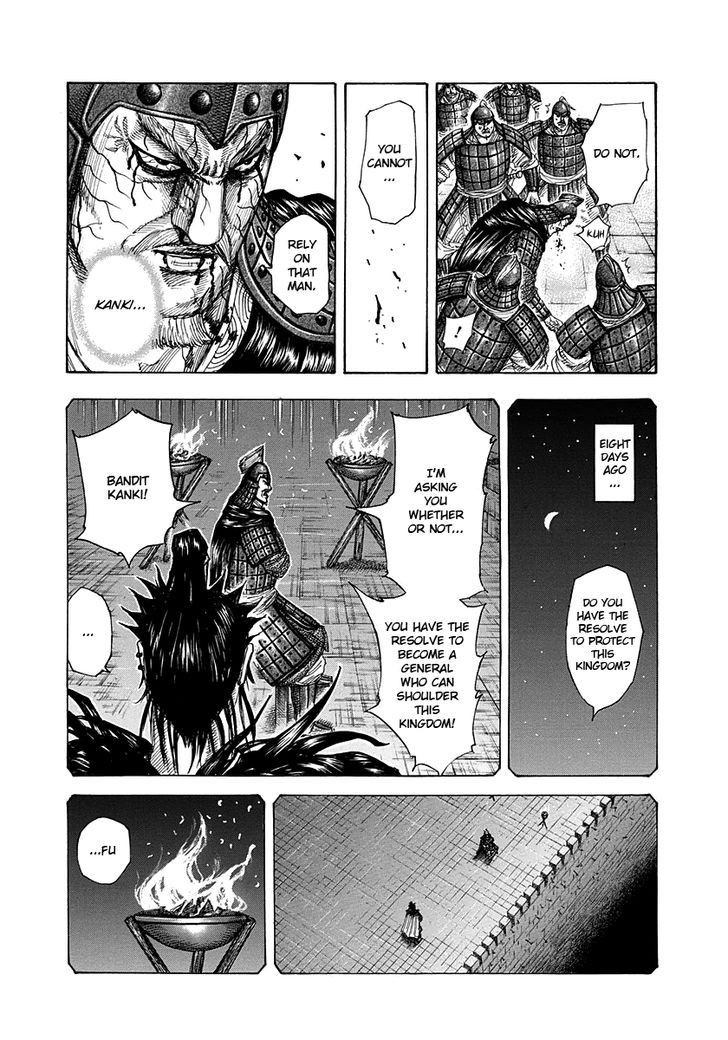 DO NOT.
KUH
!
YOU
CANNOT
...
RELY
ON
THAT
MAN.
KANKI...
EIGHT
DAYS
AGO
...
DO YOU
HAVE THE
RESOLVE
TO PROTECT
THIS
KINGDOM?
I'M
ASKING
YOU
WHETHER
OR NOT...
YOU HAVE THE
RESOLVE TO
BECOME A
GENERAL
WHO CAN
SHOULDER
THIS
KINGDOM!
BANDIT
KANKI!
...
...FU